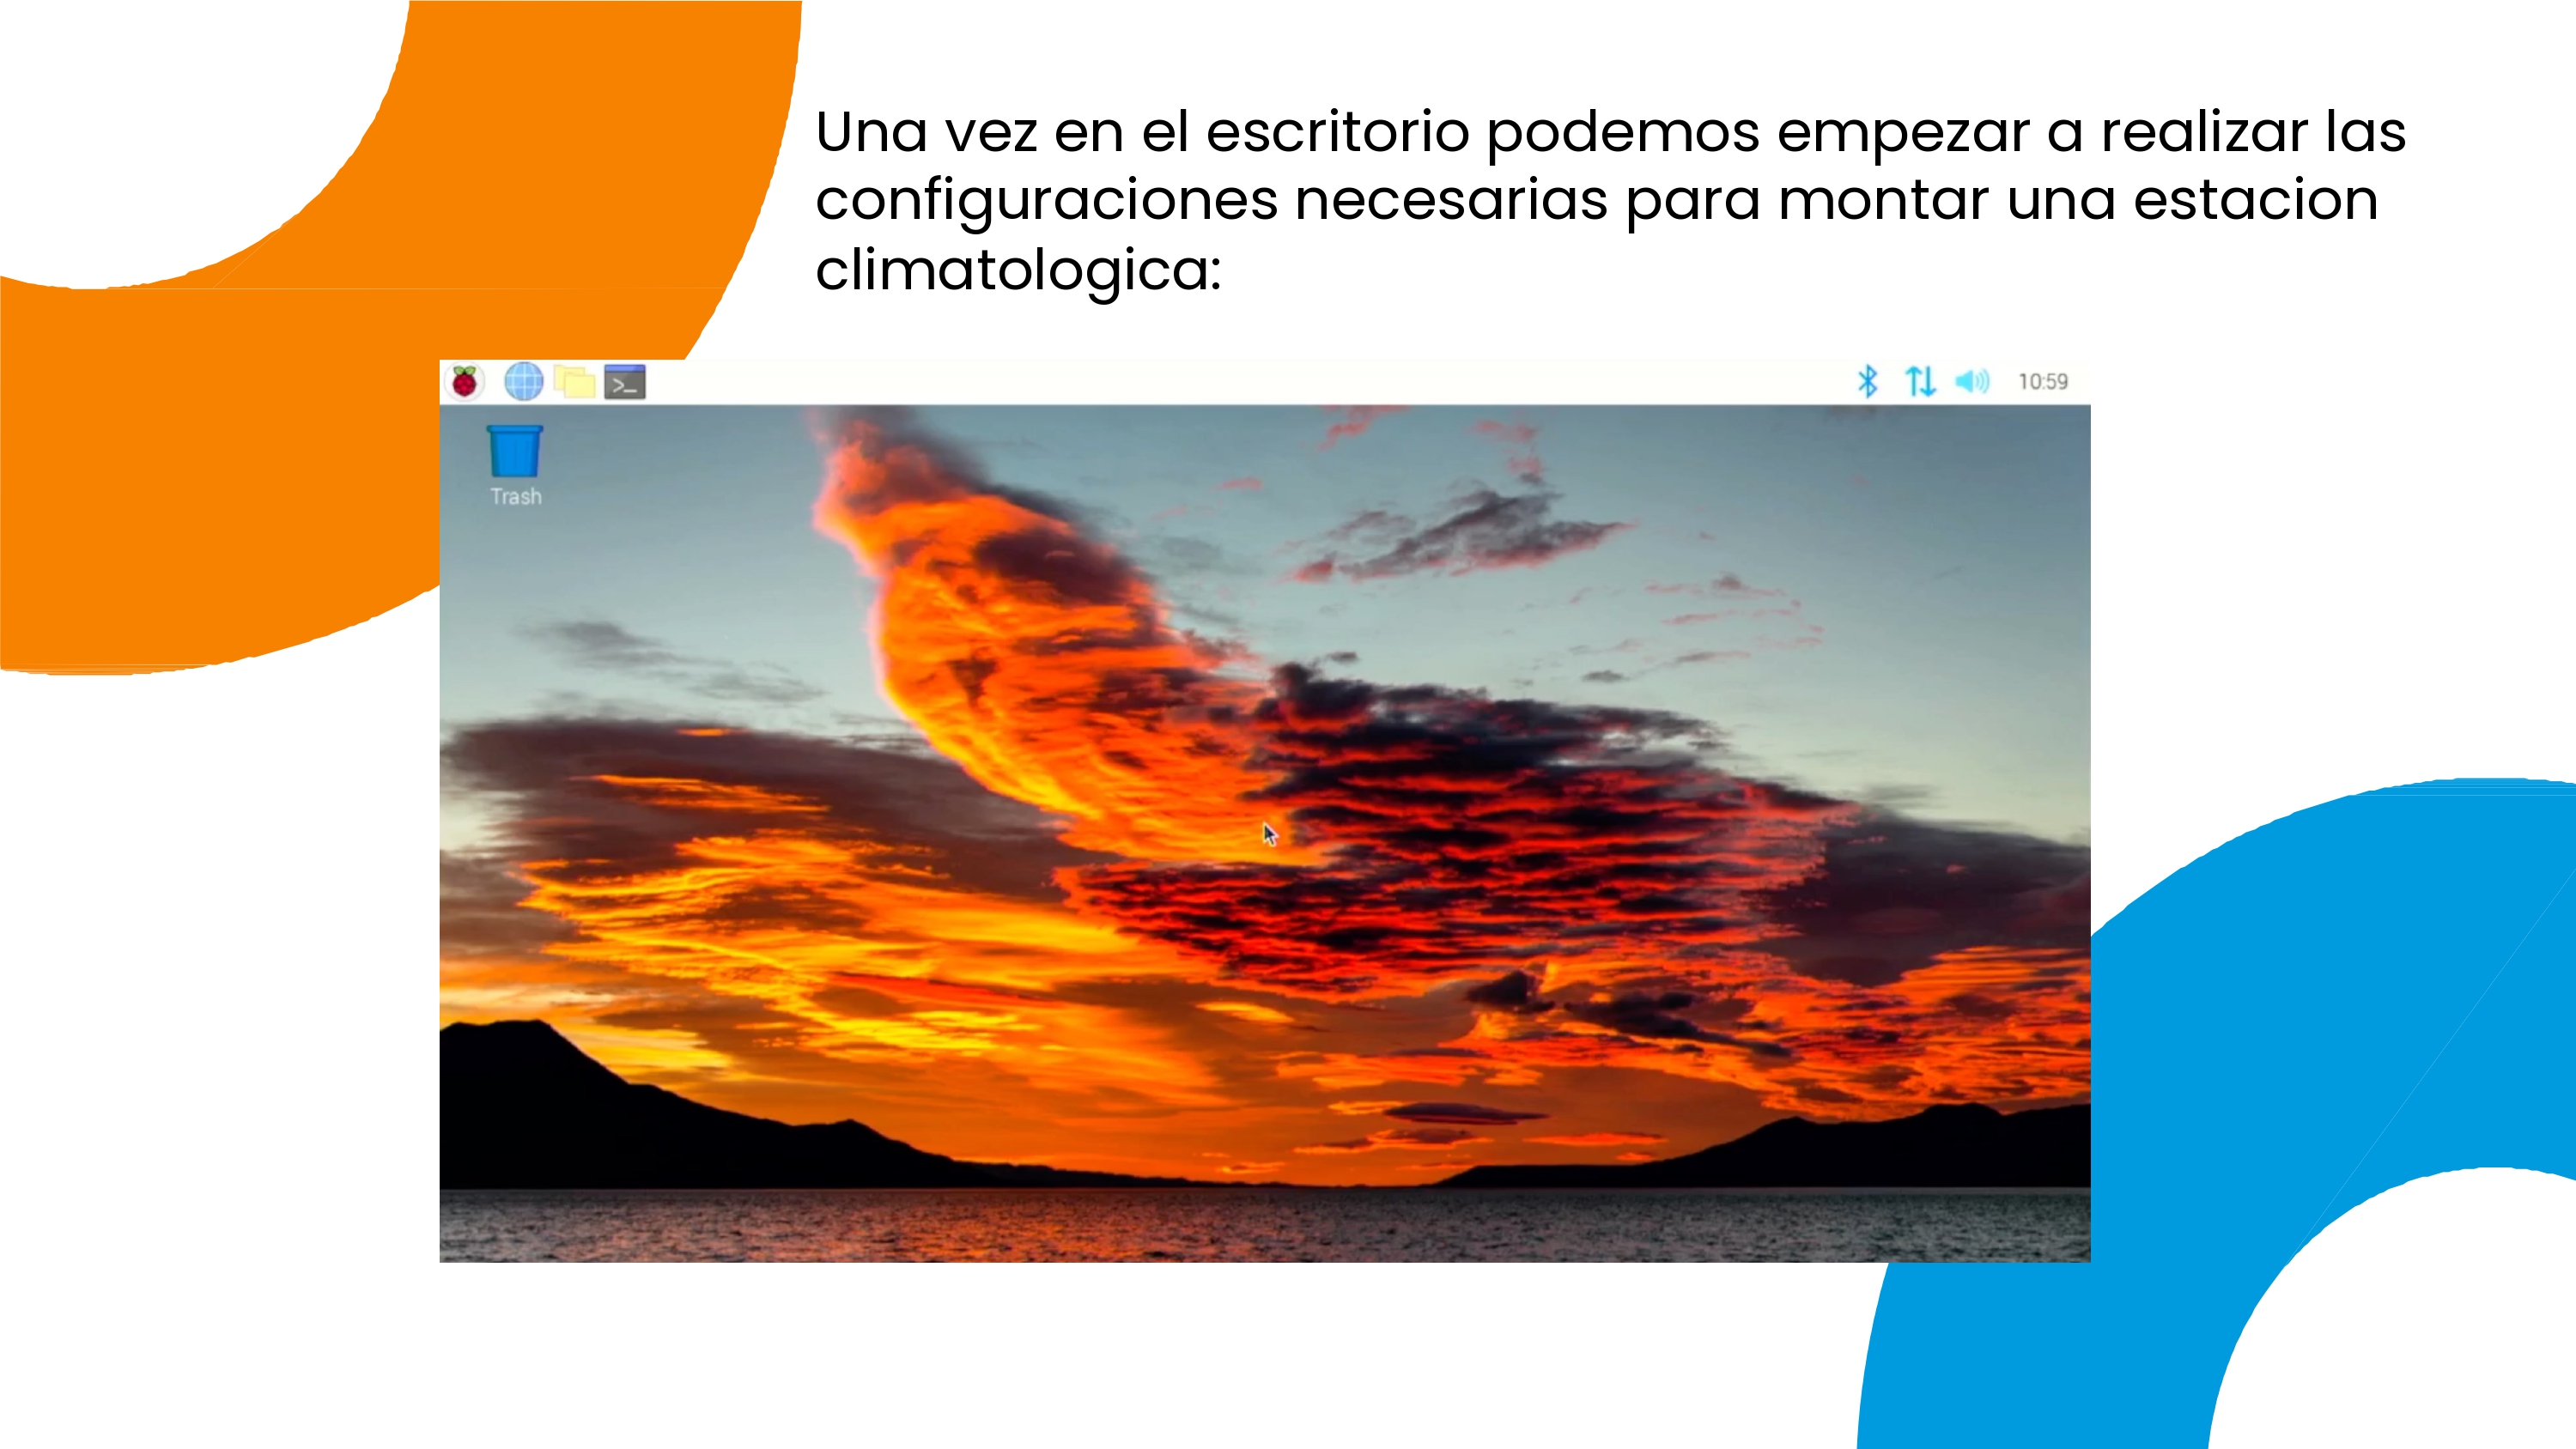 Una vez en el escritorio podemos empezar a realizar las
configuraciones necesarias para montar una estacion
climatologica:
10:59
Trash